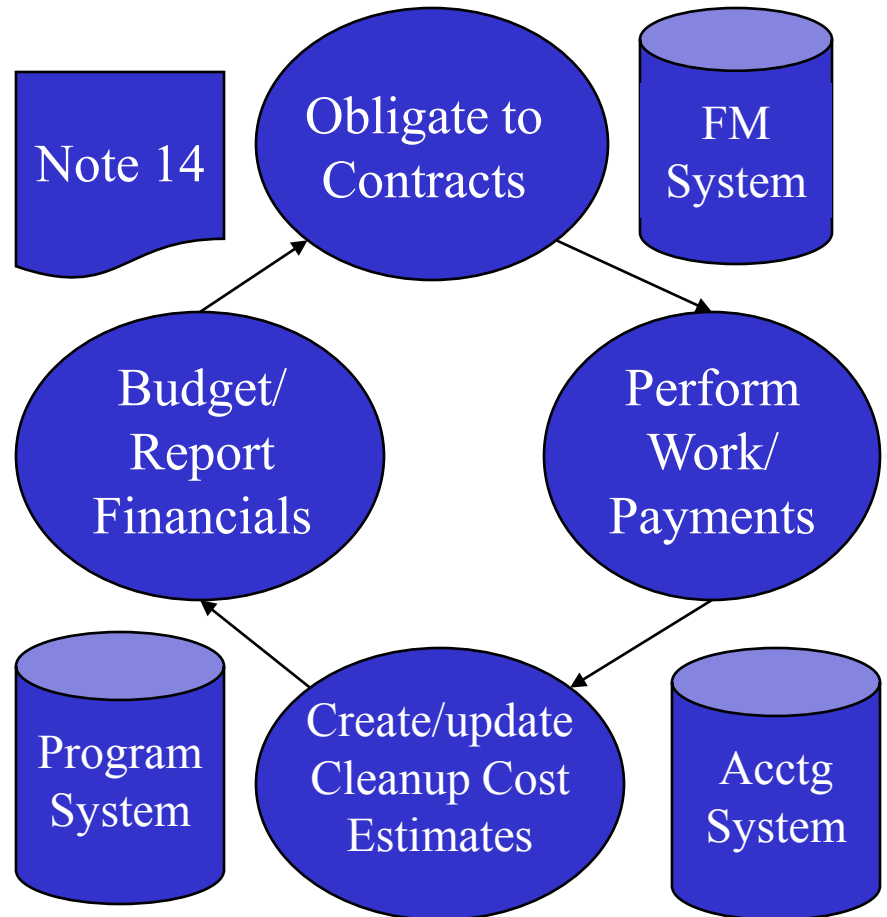 Note 14
Obligate to
Contracts
FM
System
Budget/
Report
Financials
Perform
Work/
Payments
Program
System
Create/update
Cleanup Cost
Estimates
Acctg
System